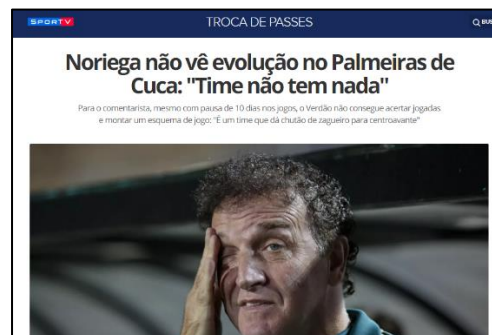 SPORTV TROCA DE PASSES BUS
Noriega não vê evolução no Palmeiras de
Cuca: "Time não tem nada"
Para o comentarista, mesmo com pausa de 10 dias nos jogos, o Verdão não consegue acertar jogadas
e montar um esquema de jogo: "É um time que dá chutão de zagueiro para centroavante"